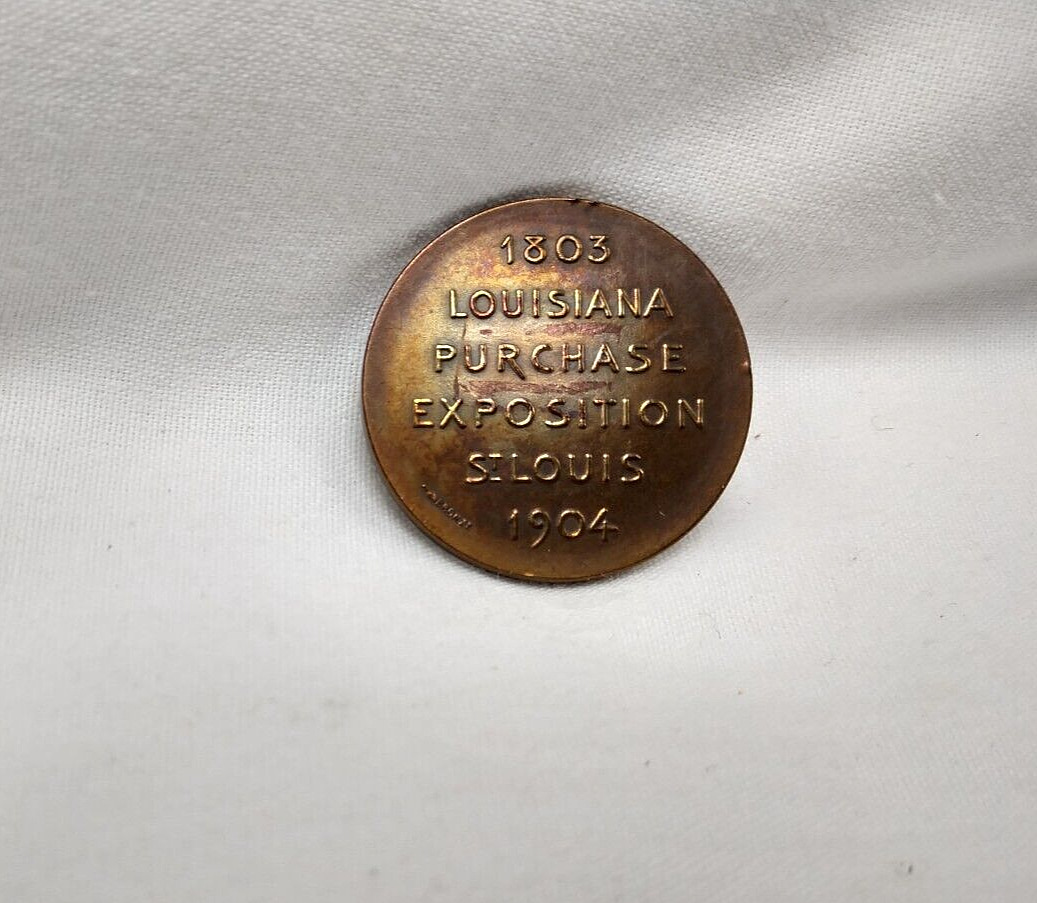 1803
LOUISIANA
PURCHASE
EXPOSITION
ST LOUIS
1904